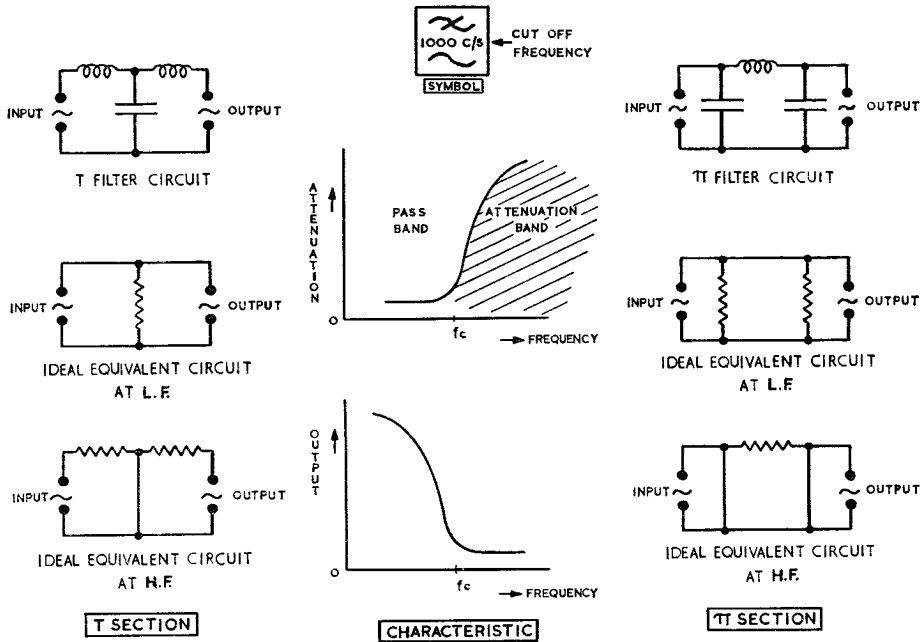 1000 C/S
CUT OFF
FREQUENCY
SYMBOL
INPUT
OUTPUT
T FILTER CIRCUIT
INPUT
OUTPUT
IDEAL EQUIVALENT CIRCUIT
AT L.F.
INPUT
OUTPUT
IDEAL EQUIVALENT CIRCUIT
AT H.F.
T SECTION
ATTENUATION
PASS
BAND
ATTENUATION
BAND
O
fc
FREQUENCY
OUTPUT
O
fc
FREQUENCY
CHARACTERISTIC
INPUT
OUTPUT
π FILTER CIRCUIT
INPUT
OUTPUT
IDEAL EQUIVALENT CIRCUIT
AT L.F.
INPUT
OUTPUT
IDEAL EQUIVALENT CIRCUIT
AT H.F.
π SECTION